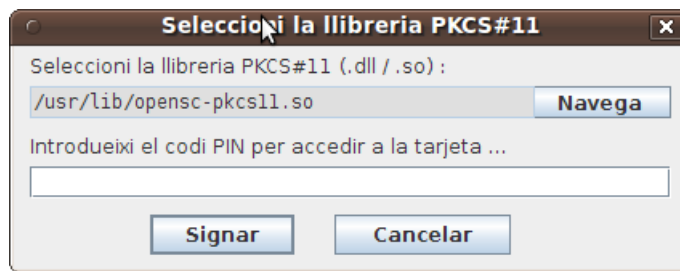 Seleccioni la llibreria PKCS#11
Seleccioni la llibreria PKCS#11 (.dll / .so) :
/usr/lib/opensc-pkcs11.so
Navega
Introdueixi el codi PIN per accedir a la tarjeta ...
Signar
Cancelar